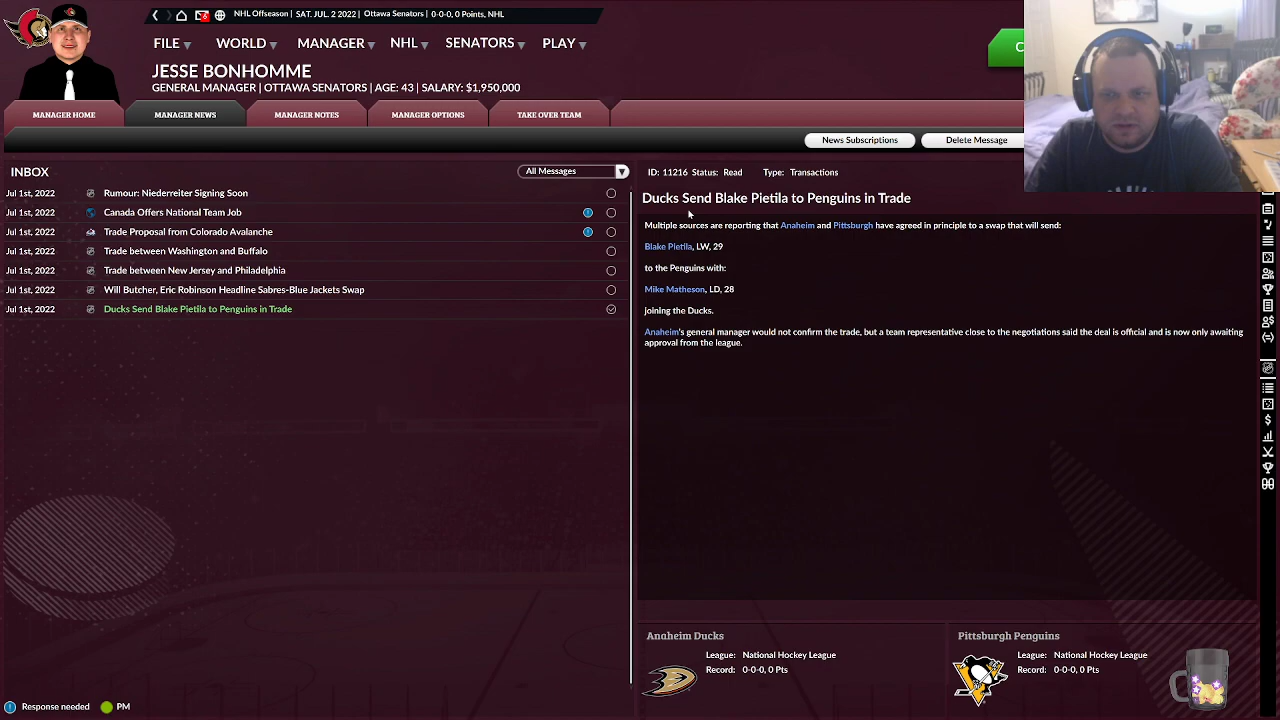 NHL Offseason | SAT. JUL. 2 2022 | Ottawa Senators | 0-0-0, 0 Points, NHL
FILE WORLD MANAGER NHL SENATORS PLAY
C
JESSE BONHOMME
GENERAL MANAGER | OTTAWA SENATORS | AGE: 43 | SALARY: $1,950,000
MANAGER HOME MANAGER NEWS MANAGER NOTES MANAGER OPTIONS TAKE OVER TEAM
News Subscriptions Delete Message
INBOX All Messages
Jul 1st, 2022 Rumour: Niederreiter Signing Soon
Jul 1st, 2022 Canada Offers National Team Job
Jul 1st, 2022 Trade Proposal from Colorado Avalanche
Jul 1st, 2022 Trade between Washington and Buffalo
Jul 1st, 2022 Trade between New Jersey and Philadelphia
Jul 1st, 2022 Will Butcher, Eric Robinson Headline Sabres-Blue Jackets Swap
Jul 1st, 2022 Ducks Send Blake Pietila to Penguins in Trade
ID: 11216 Status: Read Type: Transactions
Ducks Send Blake Pietila to Penguins in Trade
Multiple sources are reporting that Anaheim and Pittsburgh have agreed in principle to a swap that will send:
Blake Pietila, LW, 29
to the Penguins with:
Mike Matheson, LD, 28
joining the Ducks.
Anaheim's general manager would not confirm the trade, but a team representative close to the negotiations said the deal is official and is now only awaiting
approval from the league.
Anaheim Ducks
League: National Hockey League
Record: 0-0-0, 0 Pts
Pittsburgh Penguins
League: National Hockey League
Record: 0-0-0, 0 Pts
Response needed PM